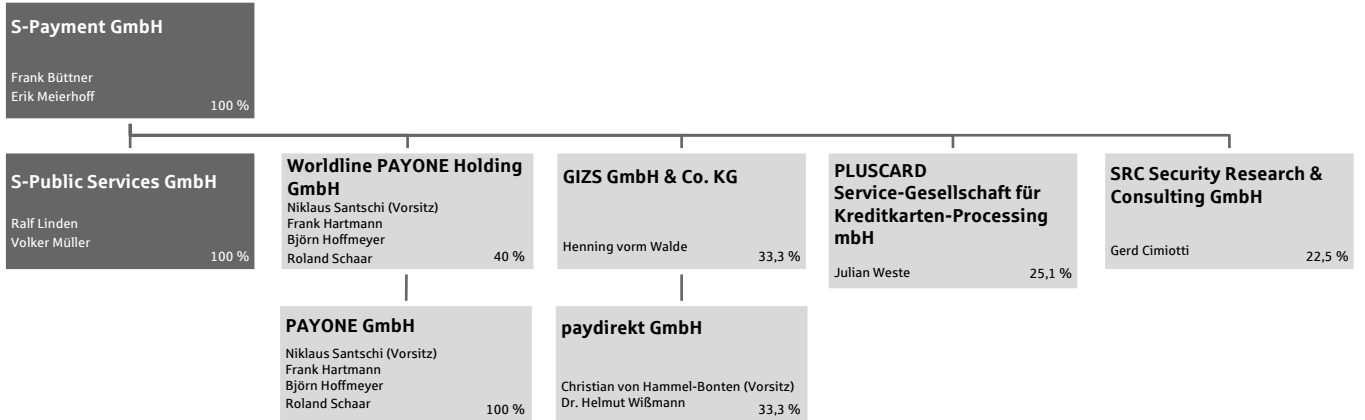 S-Payment GmbH
Frank Büttner
Erik Meierhoff
100 %
S-Public Services GmbH
Ralf Linden
Volker Müller
100 %
Worldline PAYONE Holding
GmbH
Niklaus Santschi (Vorsitz)
Frank Hartmann
Björn Hoffmeyer
Roland Schaar
40 %
GIZS GmbH & Co. KG
Henning vorm Walde
33,3 %
PLUSCARD
Service-Gesellschaft für
Kreditkarten-Processing
mbH
Julian Weste
25,1 %
SRC Security Research &
Consulting GmbH
Gerd Cimiotti
22,5 %
PAYONE GmbH
Niklaus Santschi (Vorsitz)
Frank Hartmann
Björn Hoffmeyer
Roland Schaar
100 %
paydirekt GmbH
Christian von Hammel-Bonten (Vorsitz)
Dr. Helmut Wißmann
33,3 %